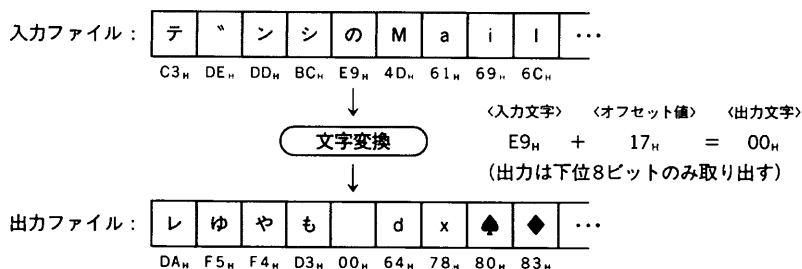 入力ファイル： テ ゛ ン シ の M a i l …
C3H DEH DDH BCH E9H 4DH 61H 69H 6CH
〈入力文字〉 〈オフセット値〉 〈出力文字〉
文字変換 E9H + 17H = 00H
(出力は下位8ビットのみ取り出す)
出力ファイル： レ ゆ や も d x ♠ ♦ …
DAH F5H F4H D3H 00H 64H 78H 80H 83H